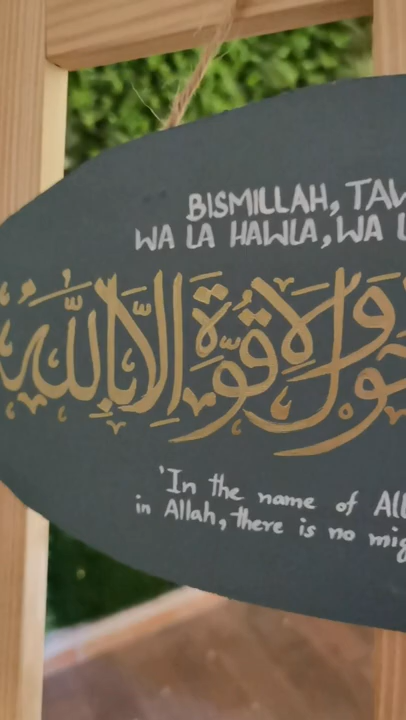 BISMILLAH, TAW
WA LA HAWLA, WA L
ولا قوة إلا بالله
'In the name of All
in Allah, there is no mig